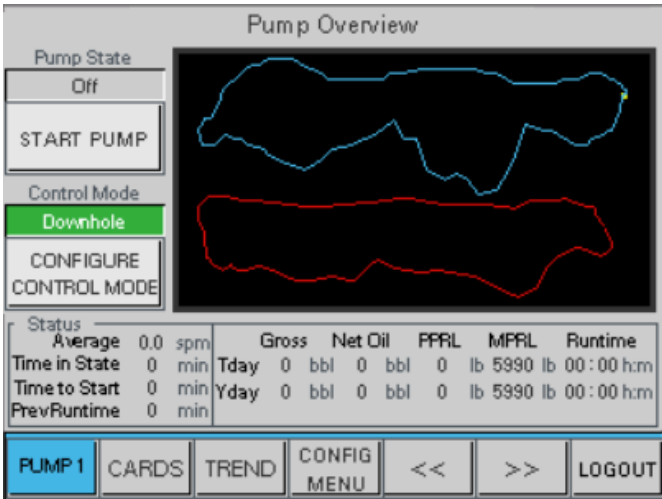 Pump Overview
Pump State
Off
START PUMP
Control Mode
Downhole
CONFIGURE
CONTROL MODE
Status
Average 0.0 spm
Time in State 0 min
Time to Start 0 min
PrevRuntime 0 min
Gross Net Oil PPRL MPRL Runtime
Tday 0 bbl 0 bbl 0 lb 5990 lb 00:00 h:m
Yday 0 bbl 0 bbl 0 lb 5990 lb 00:00 h:m
PUMP 1 CARDS TREND CONFIG MENU << >> LOGOUT